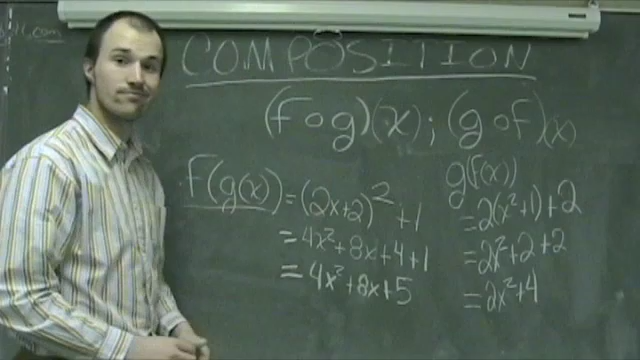 COMPOSITION
(f∘g)(x); (g∘f)(x)
f(g(x)) = (2x+2)² + 1
= 4x² + 8x + 4 + 1
= 4x² + 8x + 5
g(f(x))
= 2(x² + 1) + 2
= 2x² + 2 + 2
= 2x² + 4